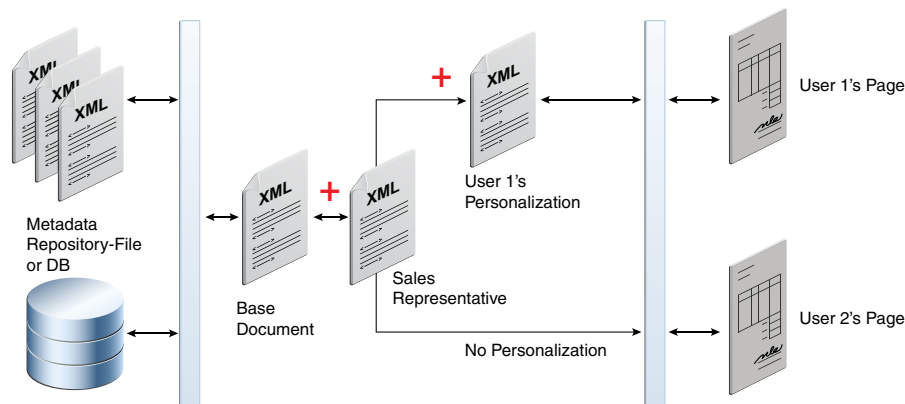 XML
XML
XML
Metadata
Repository-File
or DB
XML
Base
Document
+
XML
Sales
Representative
+
XML
User 1's
Personalization
No Personalization
User 1's Page
User 2's Page